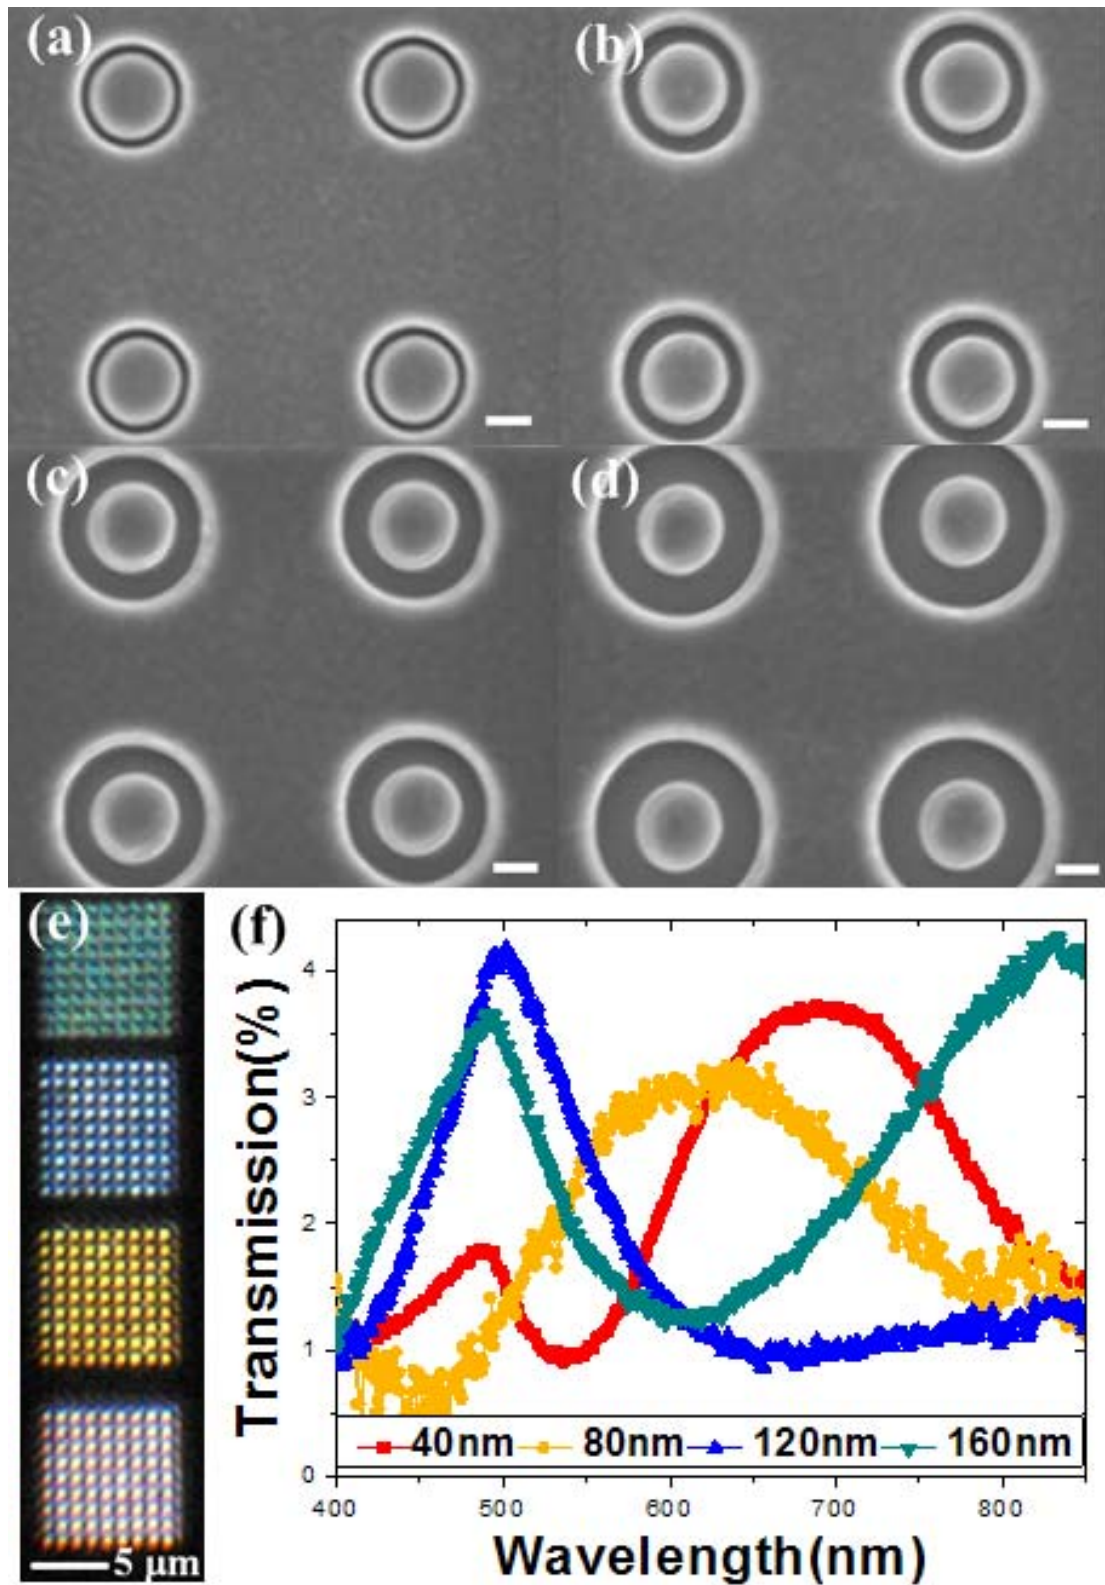 (a)
(b)
(c)
(d)
(e)
5 μm
(f)
Transmission(%)
4
3
2
1
0
40nm 80nm 120nm 160nm
400 500 600 700 800
Wavelength(nm)